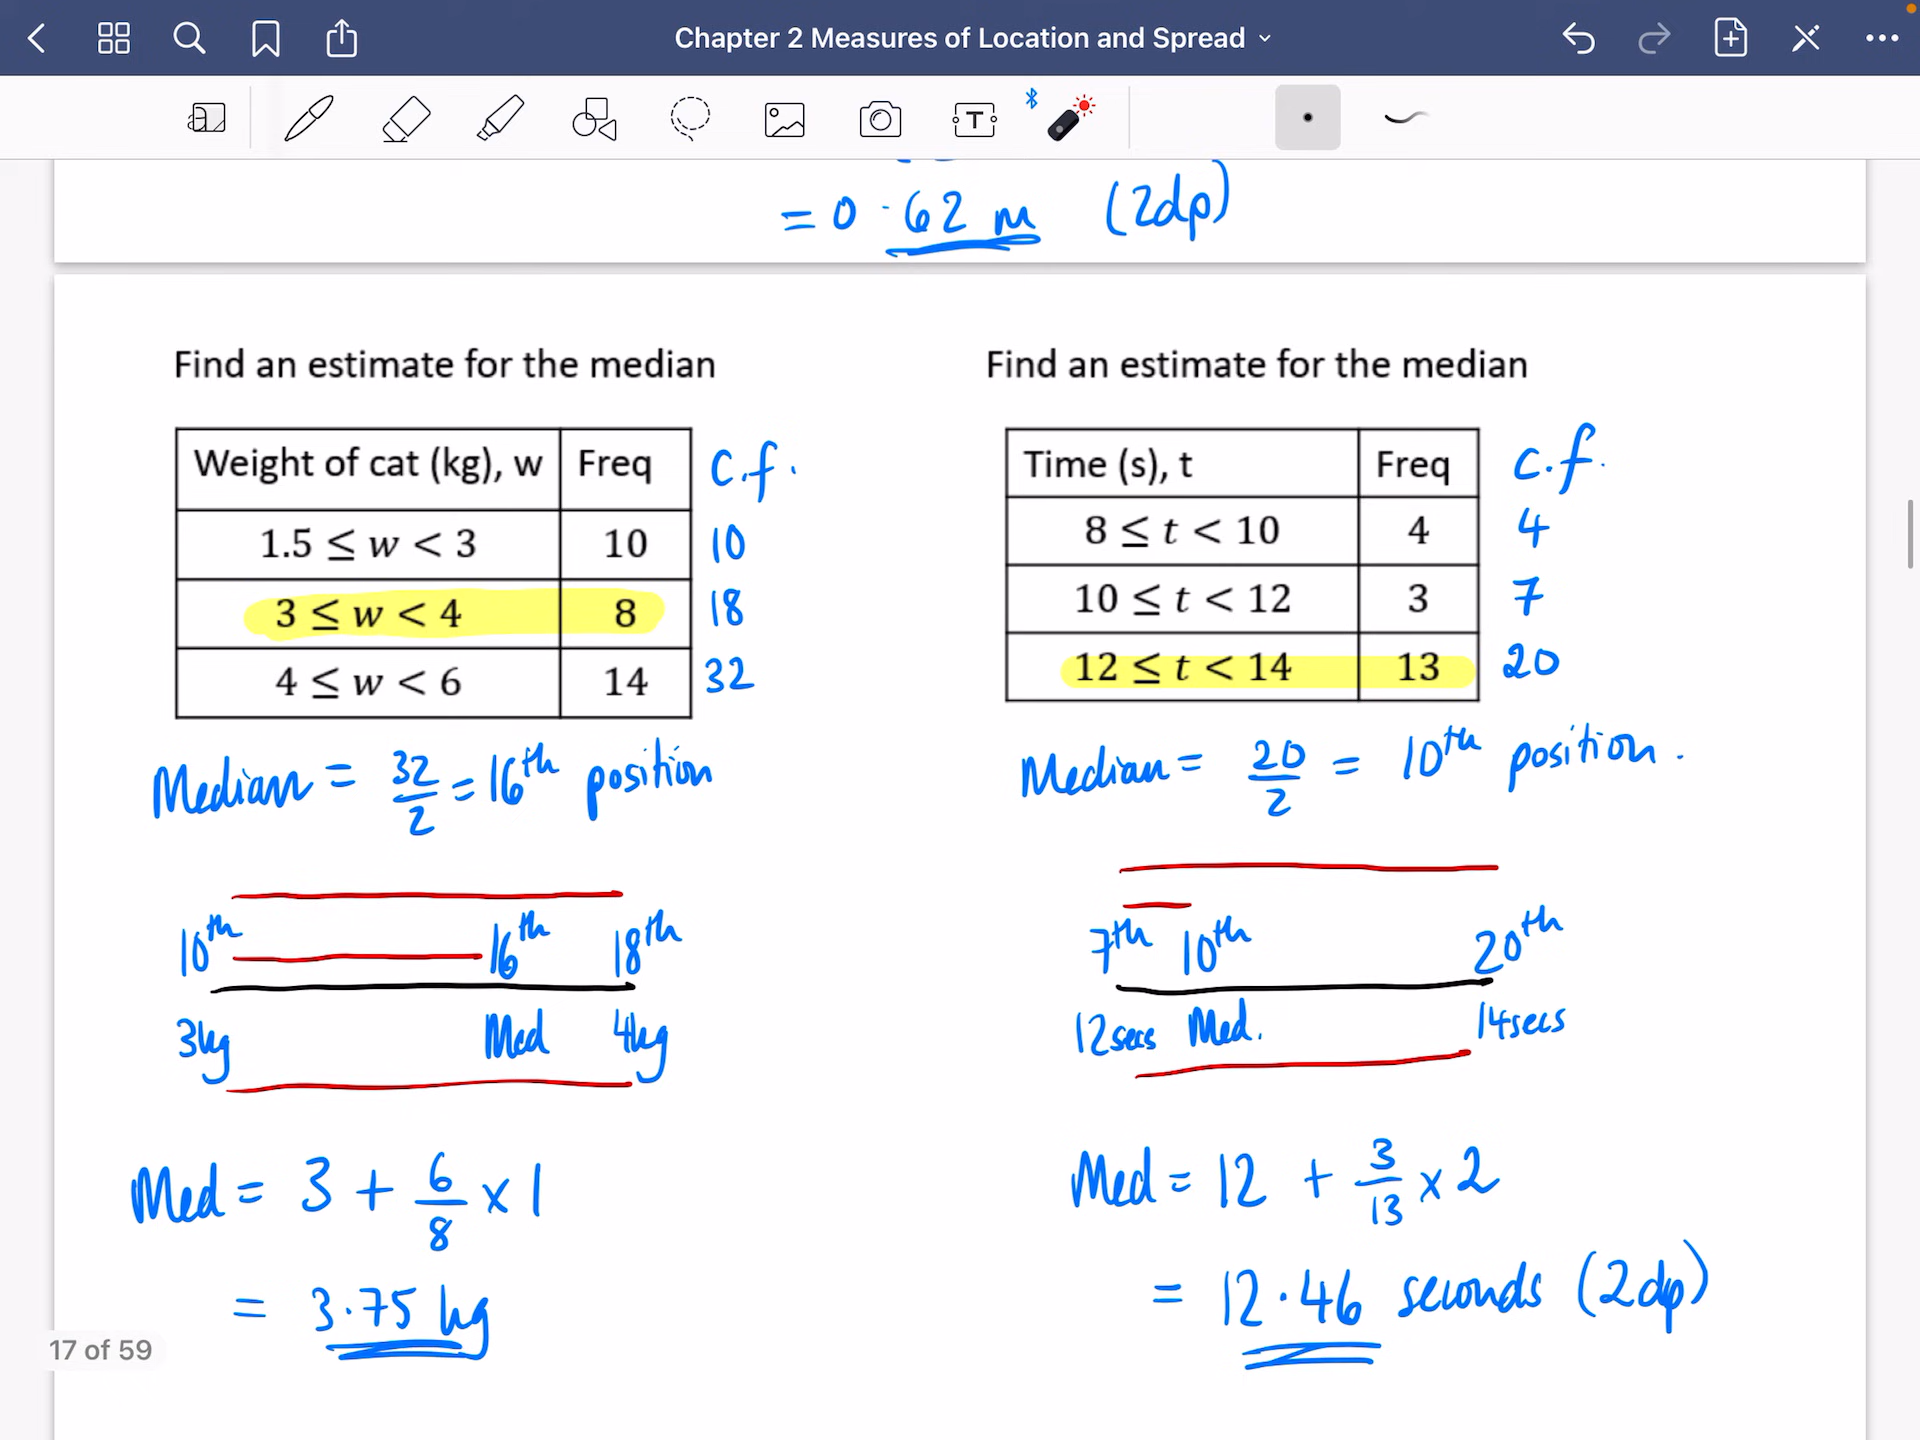 Chapter 2 Measures of Location and Spread
= 0.62 m (2dp)
Find an estimate for the median
Weight of cat (kg), w Freq c.f.
1.5 ≤ w < 3 10 10
3 ≤ w < 4 8 18
4 ≤ w < 6 14 32
Median = 32/2 = 16th position
10th 16th 18th
3kg Med 4kg
Med = 3 + 6/8 x 1
= 3.75 kg
Find an estimate for the median
Time (s), t Freq c.f.
8 ≤ t < 10 4 4
10 ≤ t < 12 3 7
12 ≤ t < 14 13 20
Median = 20/2 = 10th position.
7th 10th 20th
12secs Med. 14secs
Med = 12 + 3/13 x 2
= 12.46 seconds (2dp)
17 of 59